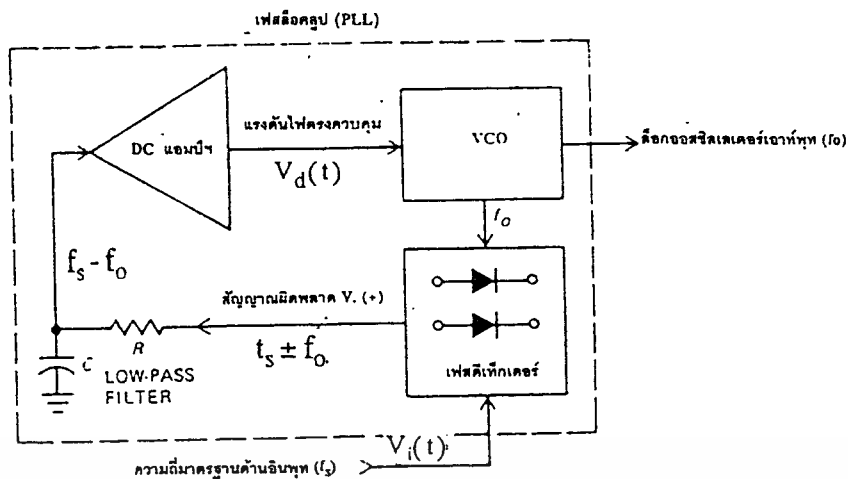 เฟสล็อคลูป (PLL)
DC แอมป์ฯ
แรงดันไฟตรงควบคุม
V_d(t)
VCO
ล็อกออสซิลเลเตอร์เอาท์พุท (fo)
f_o
f_s - f_o
สัญญาณผิดพลาด V. (+)
t_s ± f_o.
R
C
LOW-PASS
FILTER
เฟสดีเท็กเตอร์
V_i(t)
ความถี่มาตรฐานด้านอินพุท (f_s)